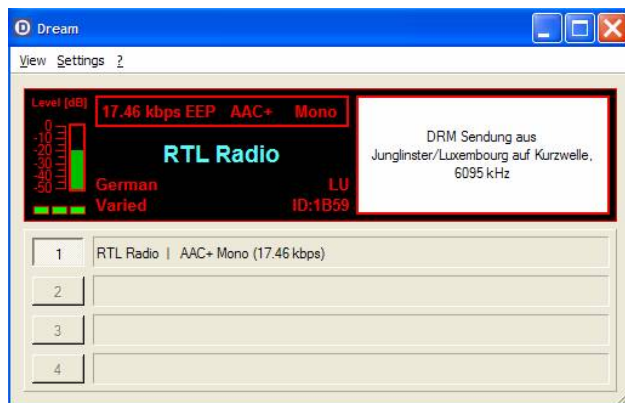 Dream
View Settings ?
Level [dB]
17.46 kbps EEP AAC+ Mono
0
-10
-20
-30
-40
-50
RTL Radio
German LU
Varied ID:1B59
DRM Sendung aus
Junglinster/Luxembourg auf Kurzwelle,
6095 kHz
1 RTL Radio | AAC+ Mono (17.46 kbps)
2
3
4